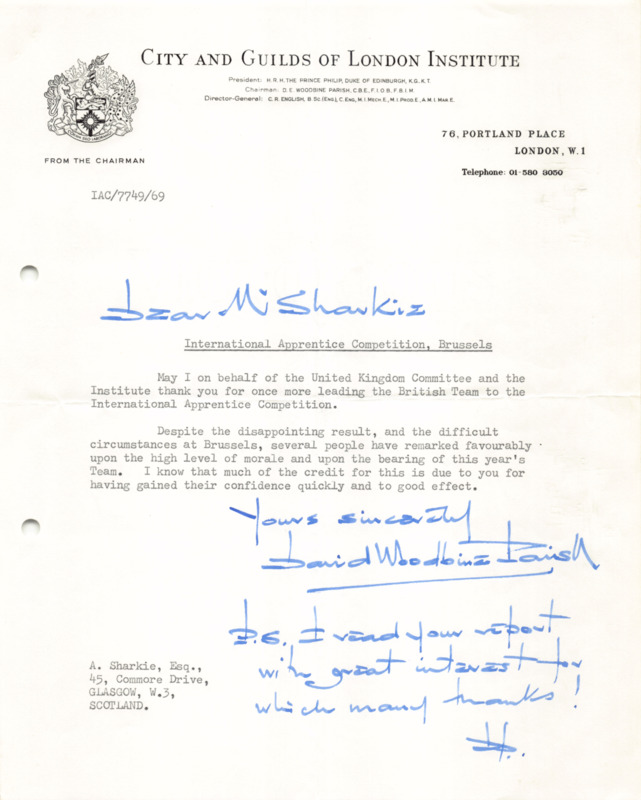 CITY AND GUILDS OF LONDON INSTITUTE
President: H.R.H. THE PRINCE PHILIP, DUKE OF EDINBURGH, K.G., K.T.
Chairman: D. E. WOODBINE PARISH, C.B.E., F.I.O.B., F.B.I.M.
Director-General: C. R. ENGLISH, B Sc.(ENG.), C ENG, M.I.MECH E., M.I.PROD E., A.M.I. MAR E.
76, PORTLAND PLACE
LONDON, W.1
Telephone: 01-580 3050
FROM THE CHAIRMAN
IAC/7749/69
Dear Mr Sharkie
International Apprentice Competition, Brussels
May I on behalf of the United Kingdom Committee and the
Institute thank you for once more leading the British Team to the
International Apprentice Competition.
Despite the disappointing result, and the difficult
circumstances at Brussels, several people have remarked favourably
upon the high level of morale and upon the bearing of this year's
Team. I know that much of the credit for this is due to you for
having gained their confidence quickly and to good effect.
Yours sincerely
David Woodbine Parish
P.S. I read your report
with great interest for
which many thanks!
A. Sharkie, Esq.,
45, Commore Drive,
GLASGOW, W.3,
SCOTLAND.